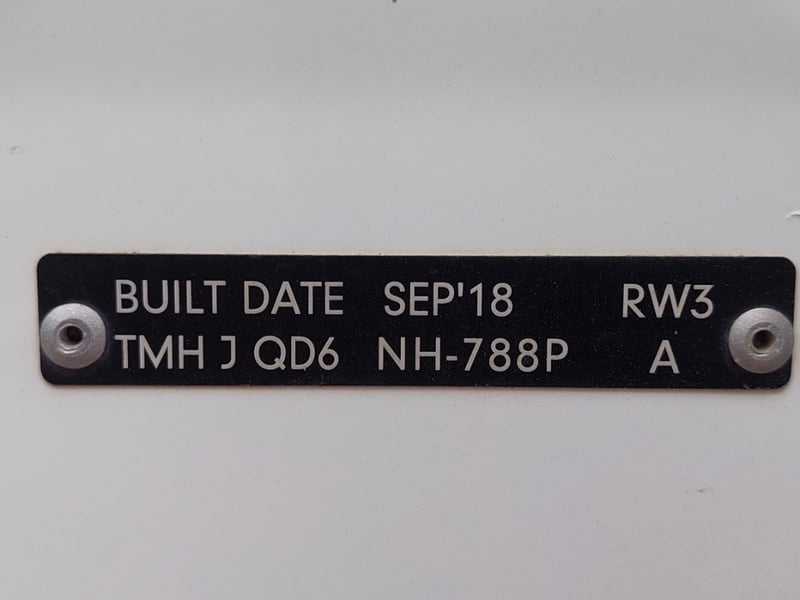 BUILT DATE SEP'18 RW3
TMH J QD6 NH-788P A